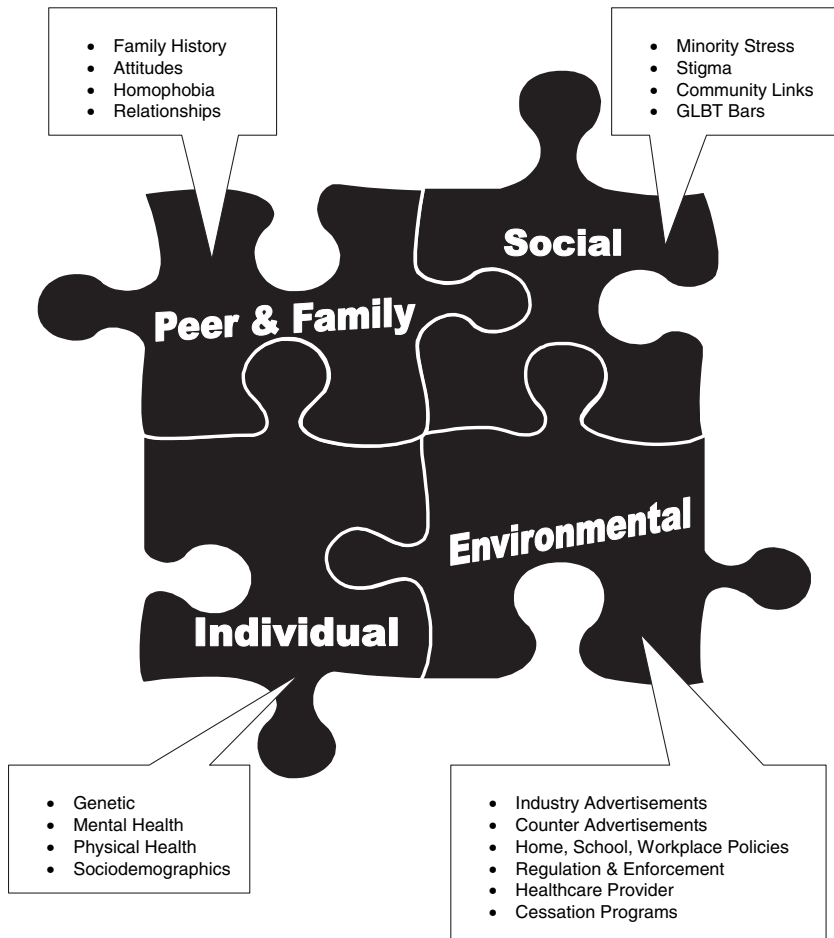 • Family History
• Attitudes
• Homophobia
• Relationships
• Minority Stress
• Stigma
• Community Links
• GLBT Bars
Social
Peer & Family
Environmental
Individual
• Genetic
• Mental Health
• Physical Health
• Sociodemographics
• Industry Advertisements
• Counter Advertisements
• Home, School, Workplace Policies
• Regulation & Enforcement
• Healthcare Provider
• Cessation Programs